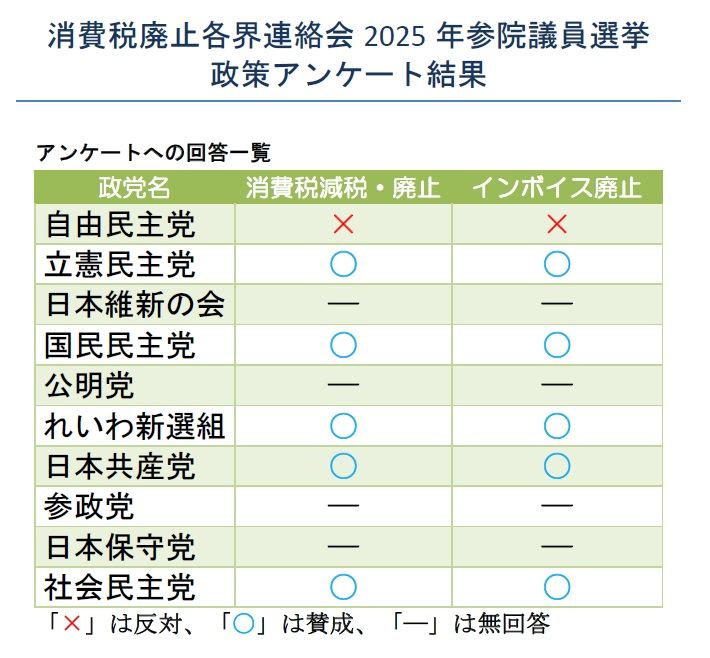 消費税廃止各界連絡会 2025 年参院議員選挙
政策アンケート結果
アンケートへの回答一覧
政党名 消費税減税・廃止 インボイス廃止
自由民主党 × ×
立憲民主党 ○ ○
日本維新の会 ― ―
国民民主党 ○ ○
公明党 ― ―
れいわ新選組 ○ ○
日本共産党 ○ ○
参政党 ― ―
日本保守党 ― ―
社会民主党 ○ ○
「×」は反対、「○」は賛成、「―」は無回答